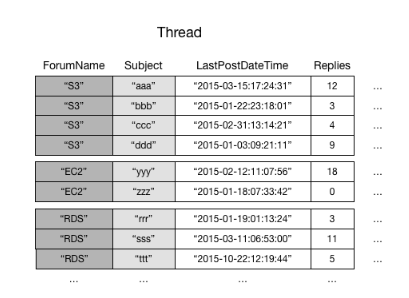 Thread
ForumName Subject LastPostDateTime Replies
“S3” “aaa” “2015-03-15:17:24:31” 12 ...
“S3” “bbb” “2015-01-22:23:18:01” 3 ...
“S3” “ccc” “2015-02-31:13:14:21” 4 ...
“S3” “ddd” “2015-01-03:09:21:11” 9 ...
“EC2” “yyy” “2015-02-12:11:07:56” 18 ...
“EC2” “zzz” “2015-01-18:07:33:42” 0 ...
“RDS” “rrr” “2015-01-19:01:13:24” 3 ...
“RDS” “sss” “2015-03-11:06:53:00” 11 ...
“RDS” “ttt” “2015-10-22:12:19:44” 5 ...
... ... ... ...